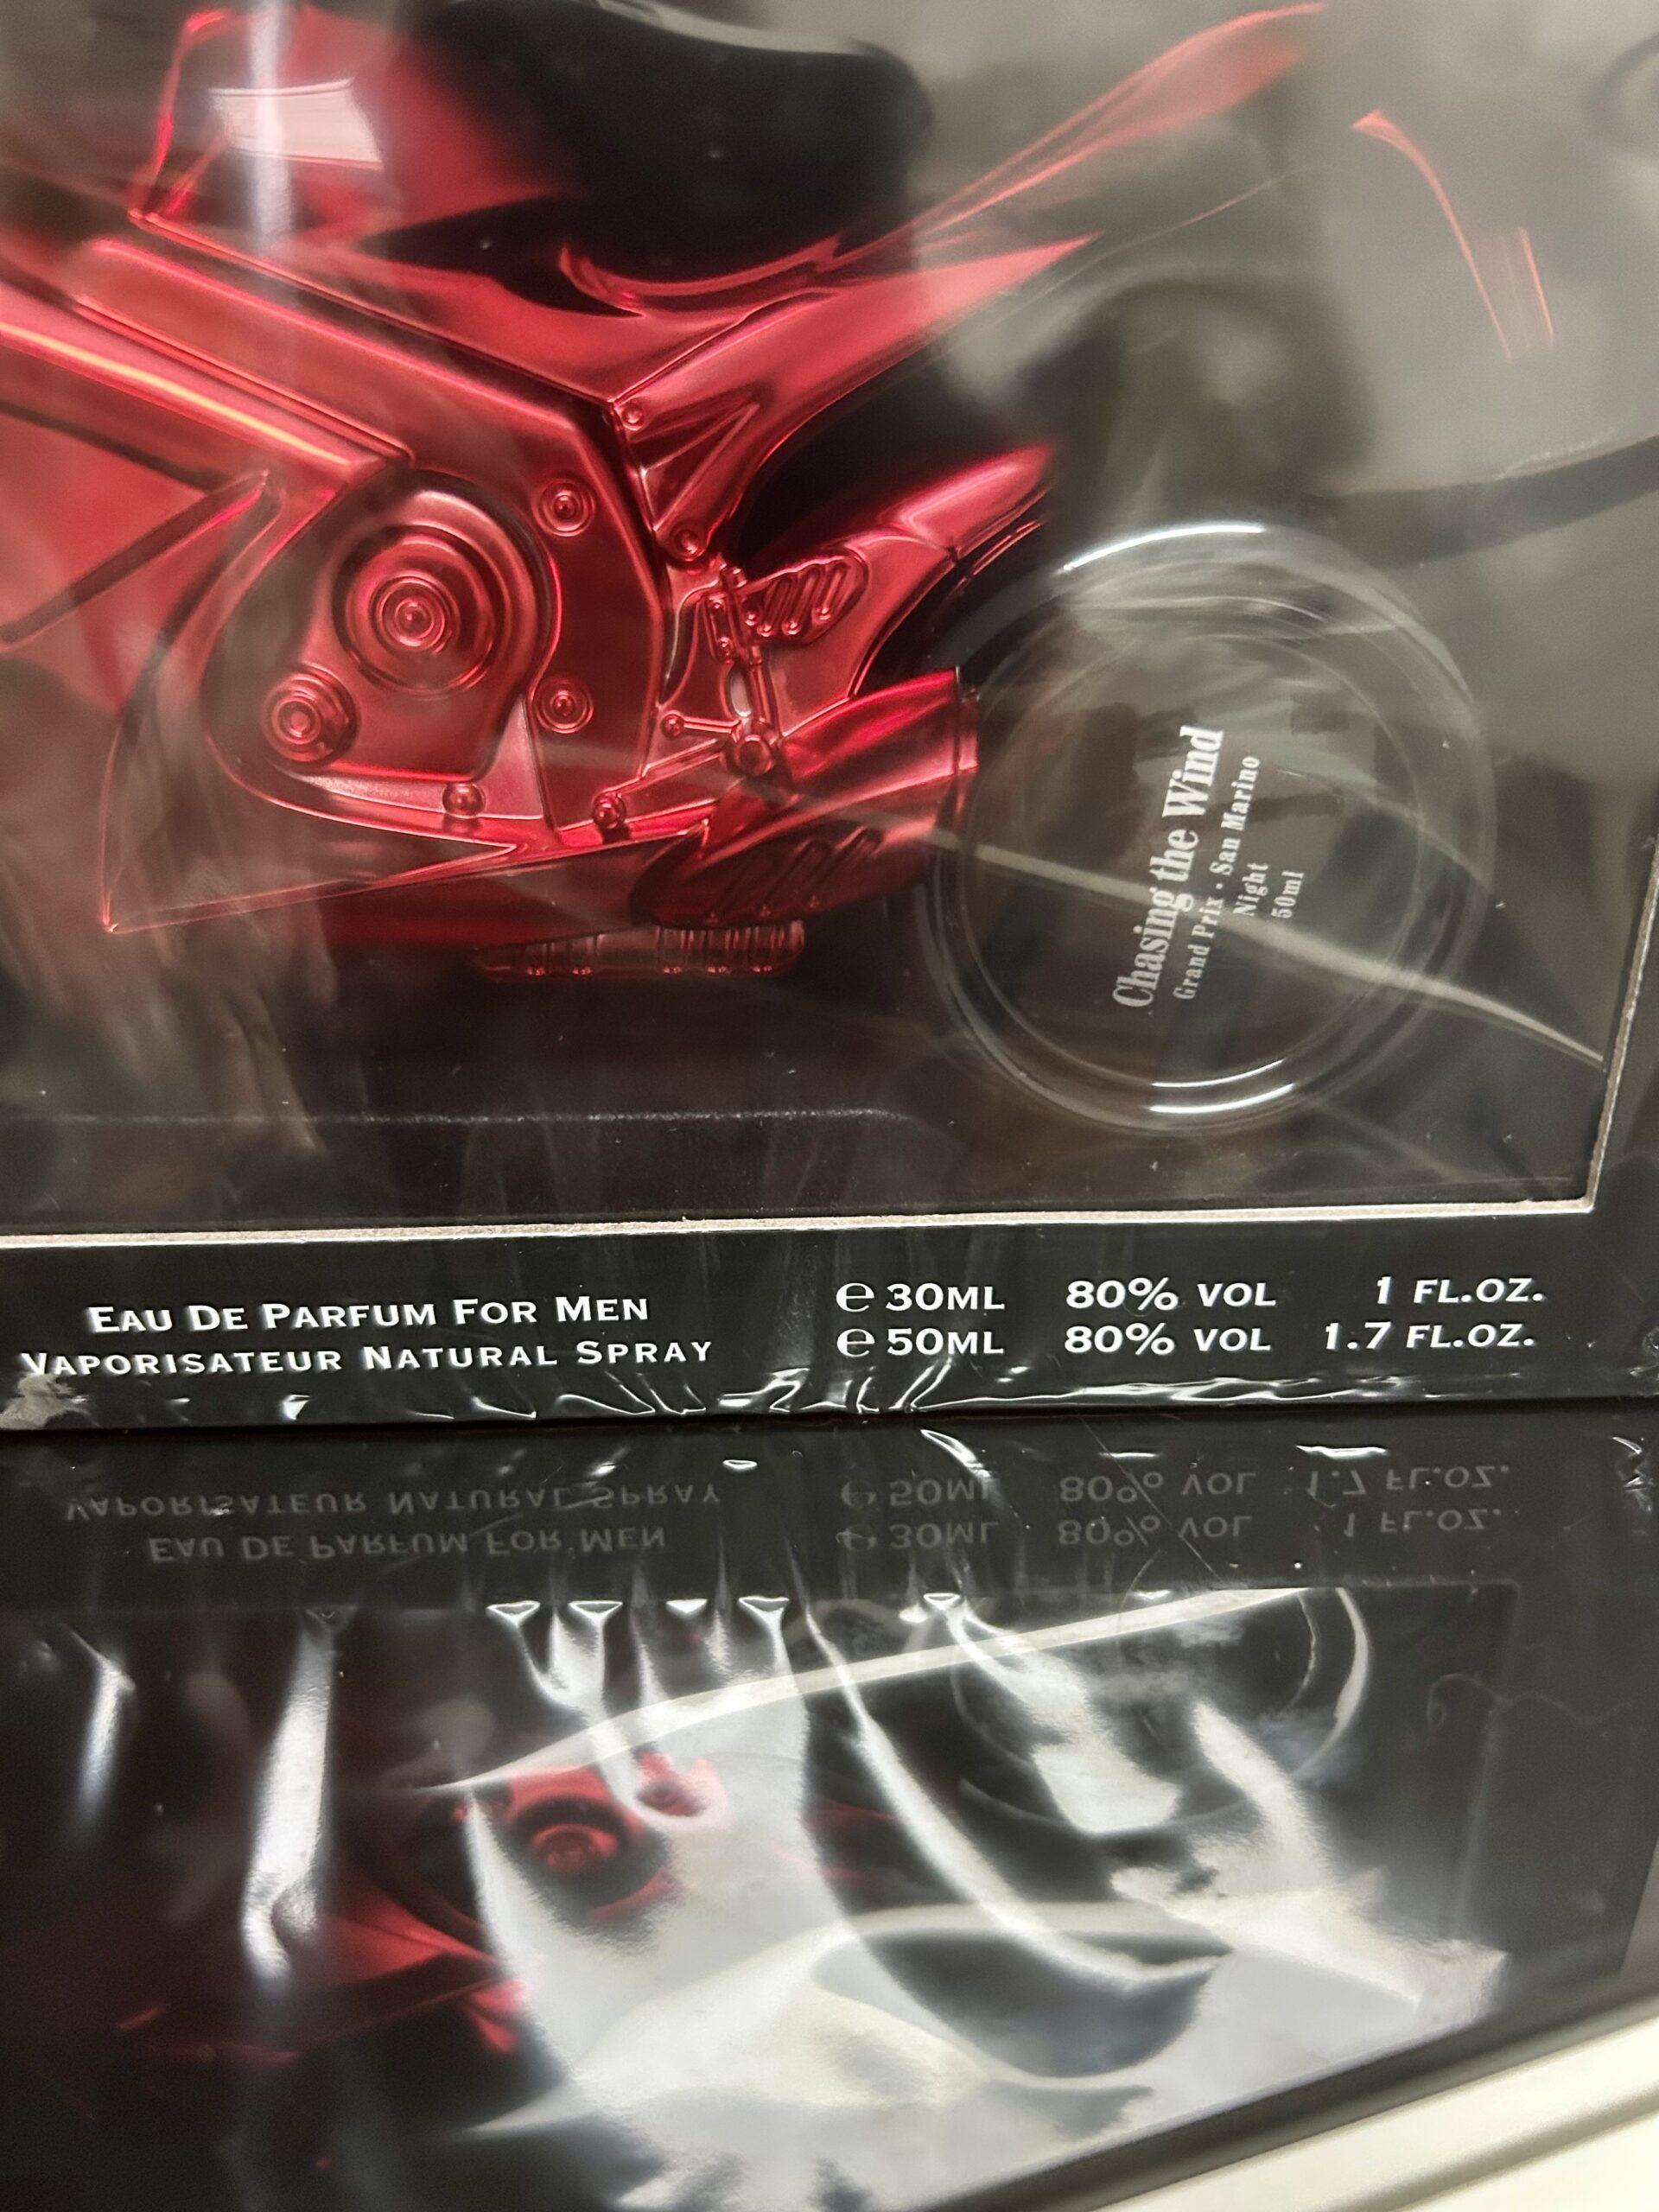 Chasing the Wind
Grand Prix · San Marino
Night
50ml
EAU DE PARFUM FOR MEN
VAPORISATEUR NATURAL SPRAY
℮ 30ML 80% VOL 1 FL.OZ.
℮ 50ML 80% VOL 1.7 FL.OZ.